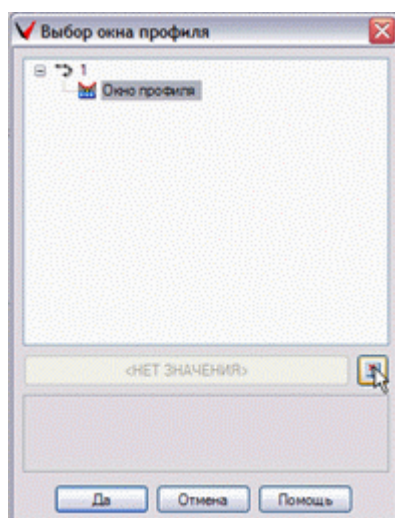 Выбор окна профиля
1
Окно профиля
<НЕТ ЗНАЧЕНИЯ>
Да
Отмена
Помощь